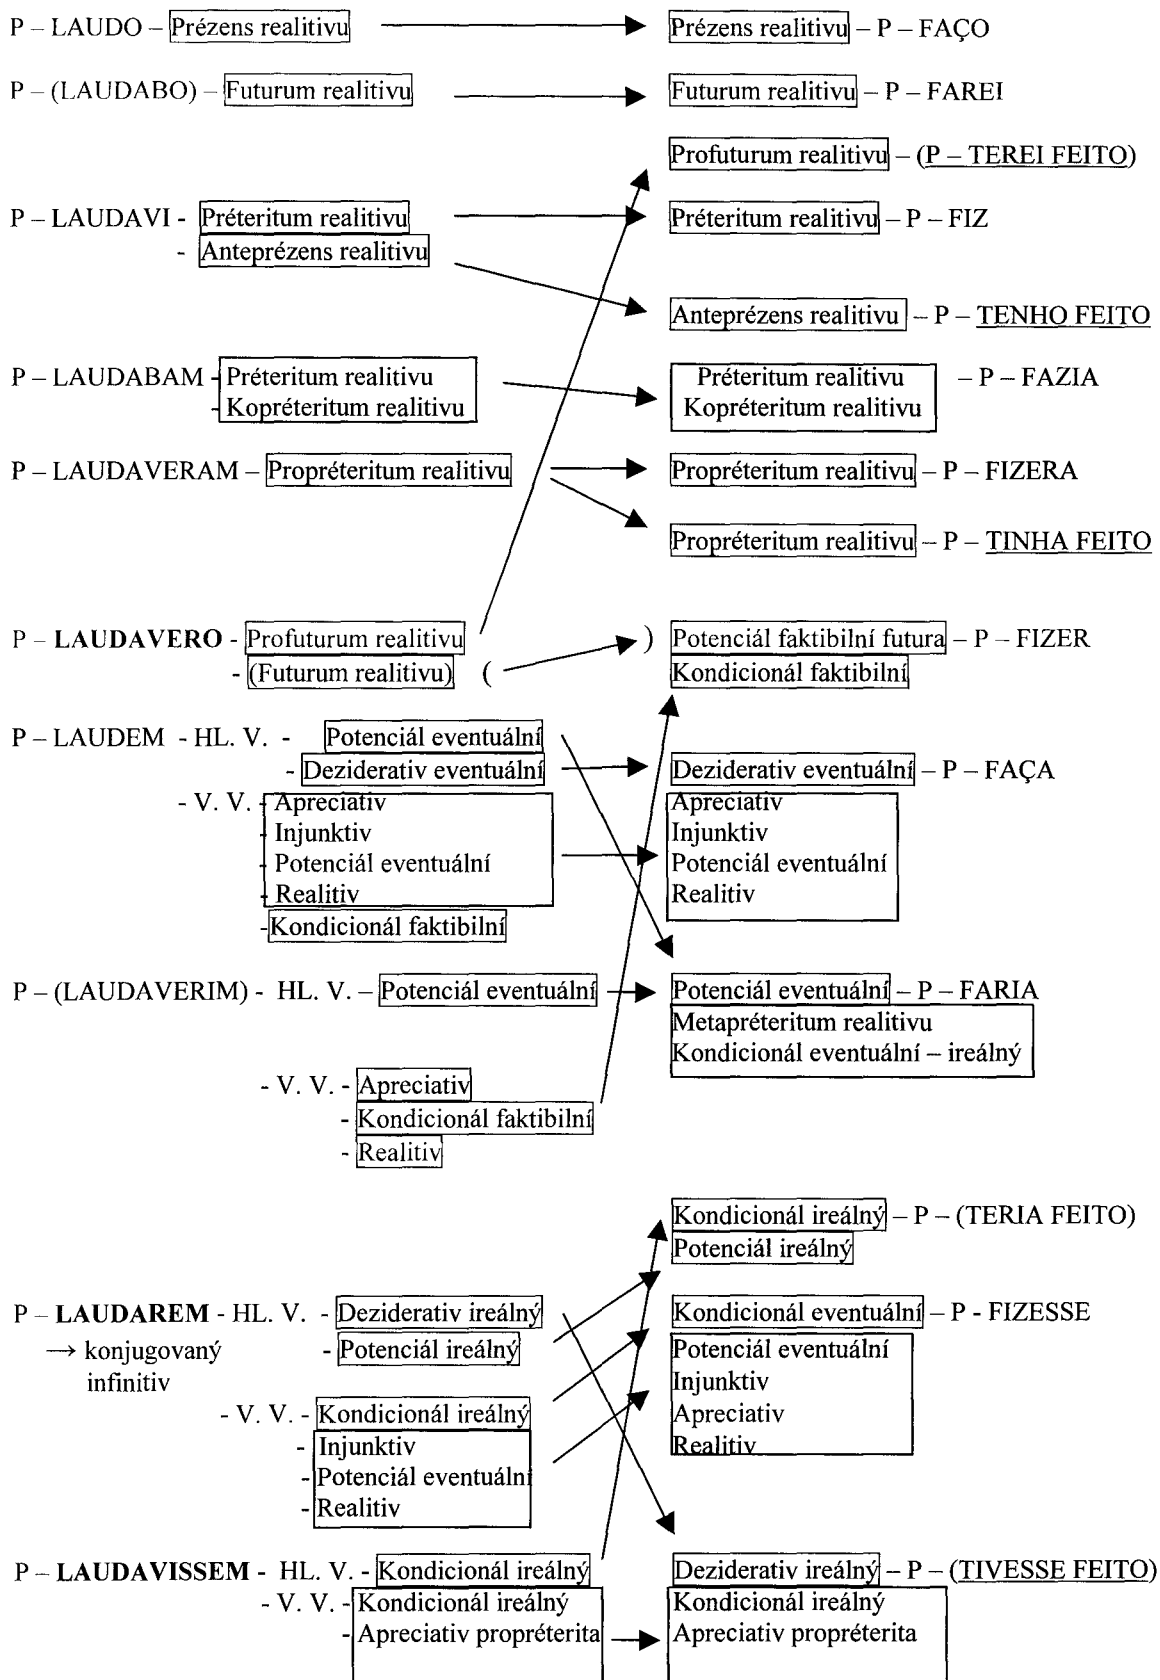 P – LAUDO – Prézens realitivu Prézens realitivu – P – FAÇO
P – (LAUDABO) – Futurum realitivu Futurum realitivu – P – FAREI
Profuturum realitivu – (P – TEREI FEITO)
P – LAUDAVI - Préteritum realitivu Préteritum realitivu – P – FIZ
- Anteprézens realitivu
Anteprézens realitivu – P – TENHO FEITO
P – LAUDABAM - Préteritum realitivu Préteritum realitivu – P – FAZIA
- Kopréteritum realitivu Kopréteritum realitivu
P – LAUDAVERAM – Propréteritum realitivu Propréteritum realitivu – P – FIZERA
Propréteritum realitivu – P – TINHA FEITO
P – LAUDAVERO - Profuturum realitivu ) Potenciál faktibilní futura – P – FIZER
- (Futurum realitivu) ( Kondicionál faktibilní
P – LAUDEM - HL. V. - Potenciál eventuální
- Deziderativ eventuální Deziderativ eventuální – P – FAÇA
- V. V. - Apreciativ Apreciativ
- Injunktiv Injunktiv
- Potenciál eventuální Potenciál eventuální
- Realitiv Realitiv
- Kondicionál faktibilní
P – (LAUDAVERIM) - HL. V. – Potenciál eventuální Potenciál eventuální – P – FARIA
Metapréteritum realitivu
Kondicionál eventuální – ireálný
- V. V. - Apreciativ
- Kondicionál faktibilní
- Realitiv
Kondicionál ireálný – P – (TERIA FEITO)
Potenciál ireálný
P – LAUDAREM - HL. V. - Deziderativ ireálný Kondicionál eventuální – P - FIZESSE
→ konjugovaný - Potenciál ireálný Potenciál eventuální
infinitiv Injunktiv
- V. V. - Kondicionál ireálný Apreciativ
- Injunktiv Realitiv
- Potenciál eventuální
- Realitiv
P – LAUDAVISSEM - HL. V. - Kondicionál ireálný Deziderativ ireálný – P – (TIVESSE FEITO)
- V. V. - Kondicionál ireálný Kondicionál ireálný
- Apreciativ propréterita Apreciativ propréterita